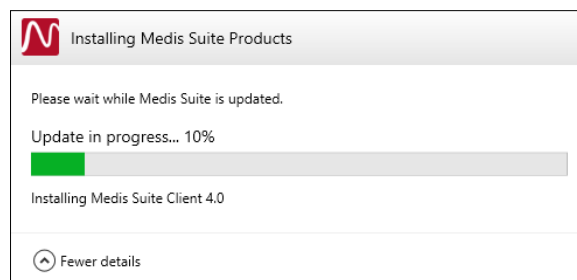 Installing Medis Suite Products
Please wait while Medis Suite is updated.
Update in progress... 10%
Installing Medis Suite Client 4.0
Fewer details